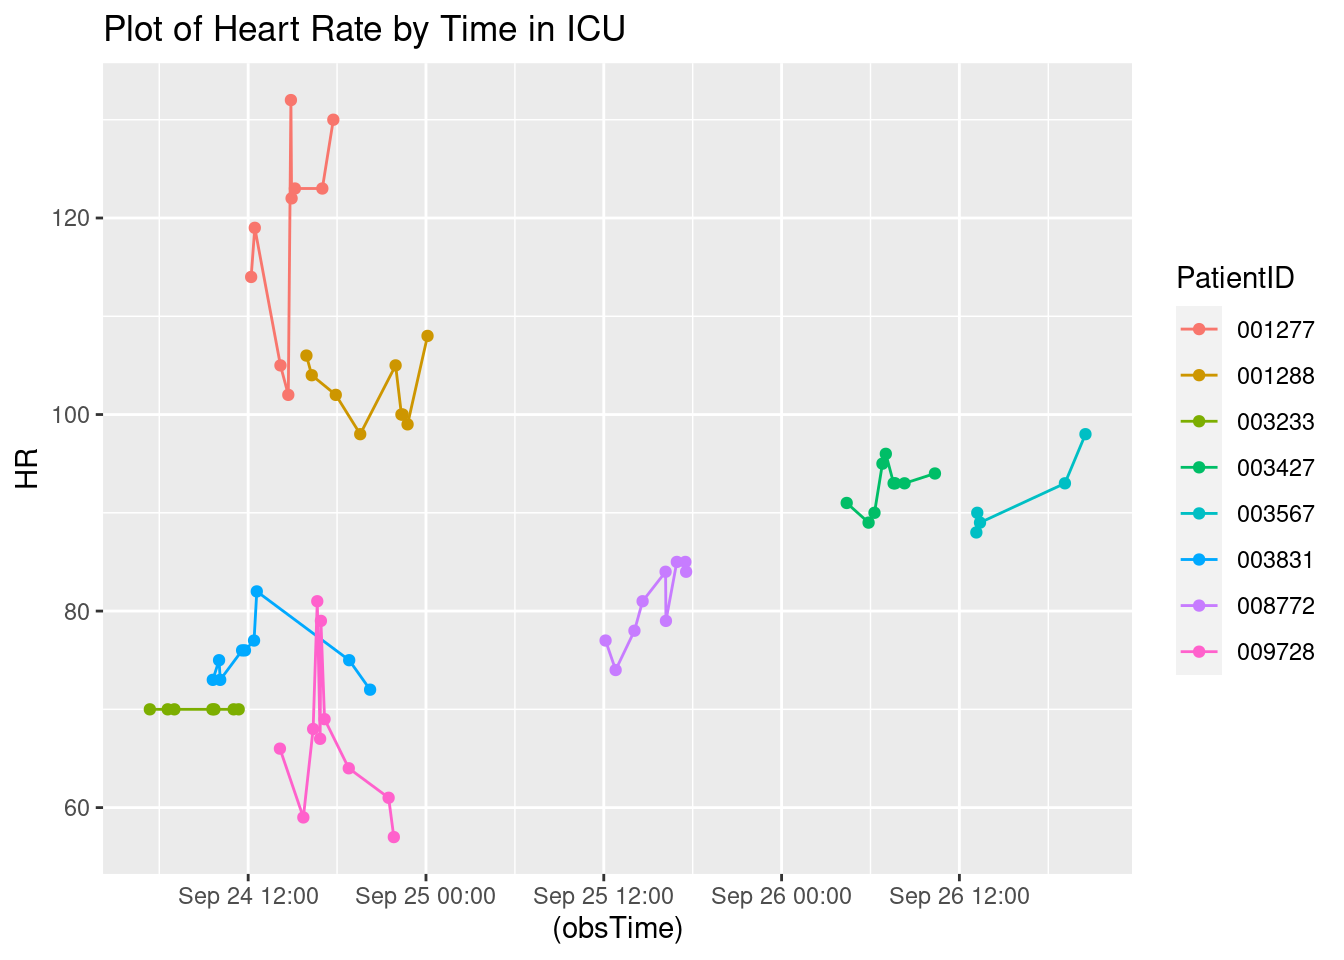 Plot of Heart Rate by Time in ICU
HR
120
100
80
60
Sep 24 12:00 Sep 25 00:00 Sep 25 12:00 Sep 26 00:00 Sep 26 12:00
(obsTime)
PatientID
001277
001288
003233
003427
003567
003831
008772
009728